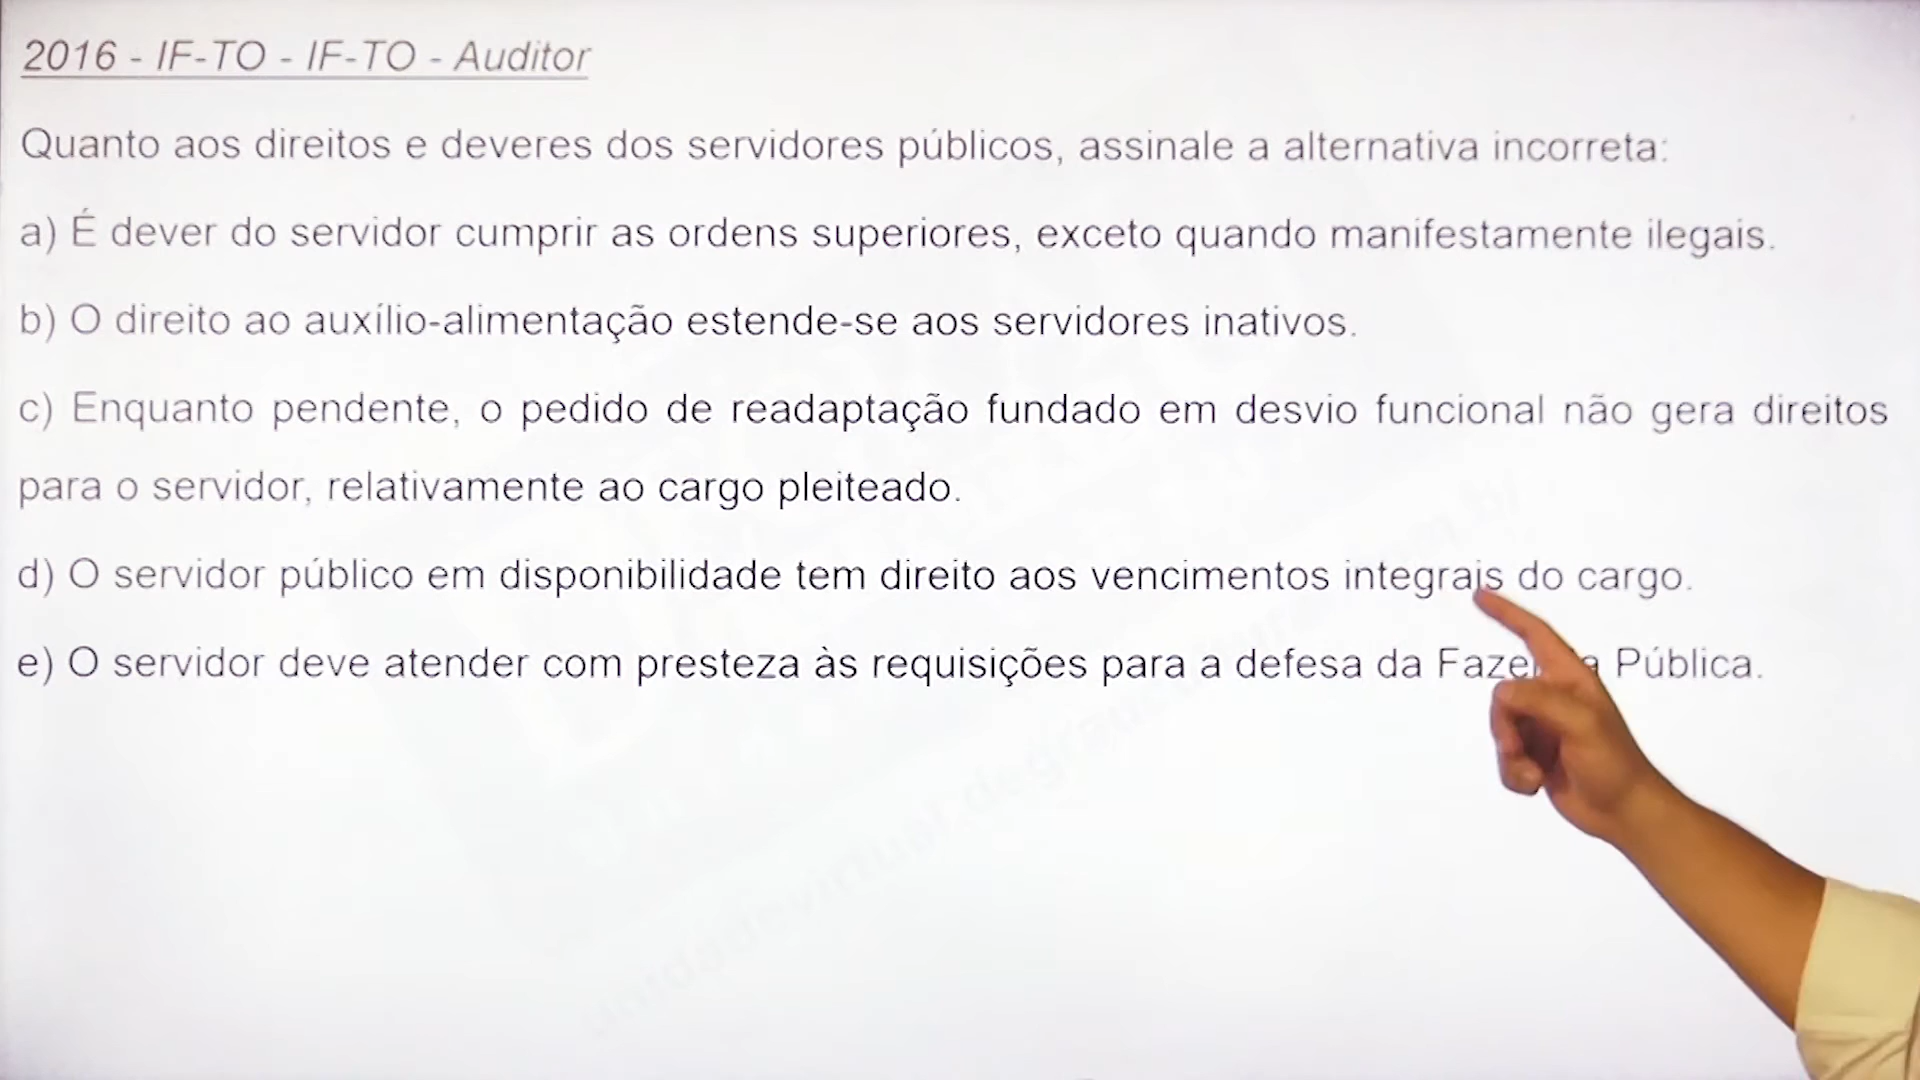 2016 - IF-TO - IF-TO - Auditor
Quanto aos direitos e deveres dos servidores públicos, assinale a alternativa incorreta:
a) É dever do servidor cumprir as ordens superiores, exceto quando manifestamente ilegais.
b) O direito ao auxílio-alimentação estende-se aos servidores inativos.
c) Enquanto pendente, o pedido de readaptação fundado em desvio funcional não gera direitos
para o servidor, relativamente ao cargo pleiteado.
d) O servidor público em disponibilidade tem direito aos vencimentos integrais do cargo.
e) O servidor deve atender com presteza às requisições para a defesa da Pública.